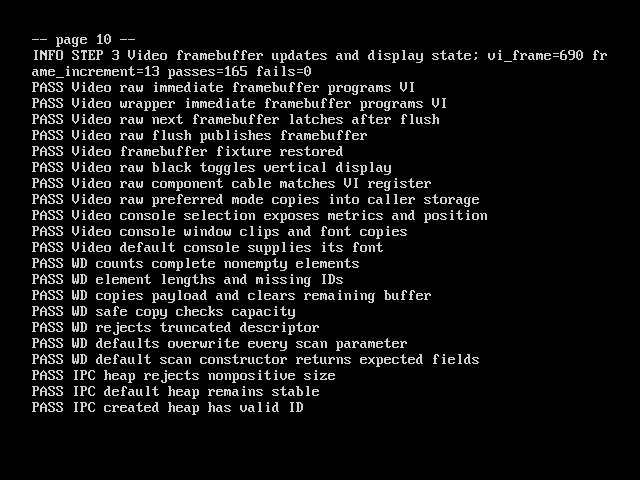 -- page 10 --
INFO STEP 3 Video framebuffer updates and display state; vi_frame=690 fr
ame_increment=13 passes=165 fails=0
PASS Video raw immediate framebuffer programs VI
PASS Video wrapper immediate framebuffer programs VI
PASS Video raw next framebuffer latches after flush
PASS Video raw flush publishes framebuffer
PASS Video framebuffer fixture restored
PASS Video raw black toggles vertical display
PASS Video raw component cable matches VI register
PASS Video raw preferred mode copies into caller storage
PASS Video console selection exposes metrics and position
PASS Video console window clips and font copies
PASS Video default console supplies its font
PASS WD counts complete nonempty elements
PASS WD element lengths and missing IDs
PASS WD copies payload and clears remaining buffer
PASS WD safe copy checks capacity
PASS WD rejects truncated descriptor
PASS WD defaults overwrite every scan parameter
PASS WD default scan constructor returns expected fields
PASS IPC heap rejects nonpositive size
PASS IPC default heap remains stable
PASS IPC created heap has valid ID